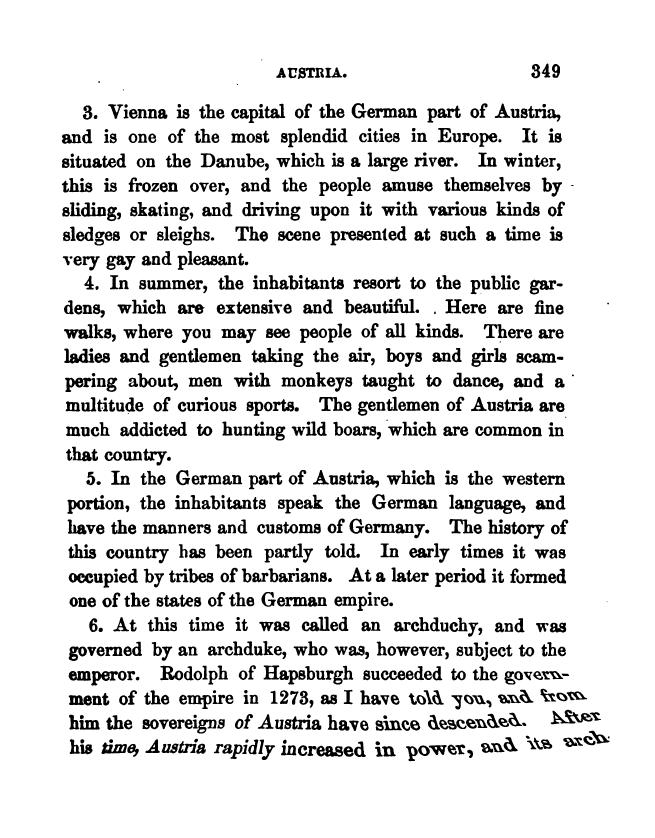 AUSTRIA. 349
3. Vienna is the capital of the German part of Austria,
and is one of the most splendid cities in Europe. It is
situated on the Danube, which is a large river. In winter,
this is frozen over, and the people amuse themselves by
sliding, skating, and driving upon it with various kinds of
sledges or sleighs. The scene presented at such a time is
very gay and pleasant.
4. In summer, the inhabitants resort to the public gar-
dens, which are extensive and beautiful. Here are fine
walks, where you may see people of all kinds. There are
ladies and gentlemen taking the air, boys and girls scam-
pering about, men with monkeys taught to dance, and a
multitude of curious sports. The gentlemen of Austria are
much addicted to hunting wild boars, which are common in
that country.
5. In the German part of Austria, which is the western
portion, the inhabitants speak the German language, and
have the manners and customs of Germany. The history of
this country has been partly told. In early times it was
occupied by tribes of barbarians. At a later period it formed
one of the states of the German empire.
6. At this time it was called an archduchy, and was
governed by an archduke, who was, however, subject to the
emperor. Rodolph of Hapsburgh succeeded to the govern-
ment of the empire in 1273, as I have told you, and from
him the sovereigns of Austria have since descended. After
his time, Austria rapidly increased in power, and its arch-